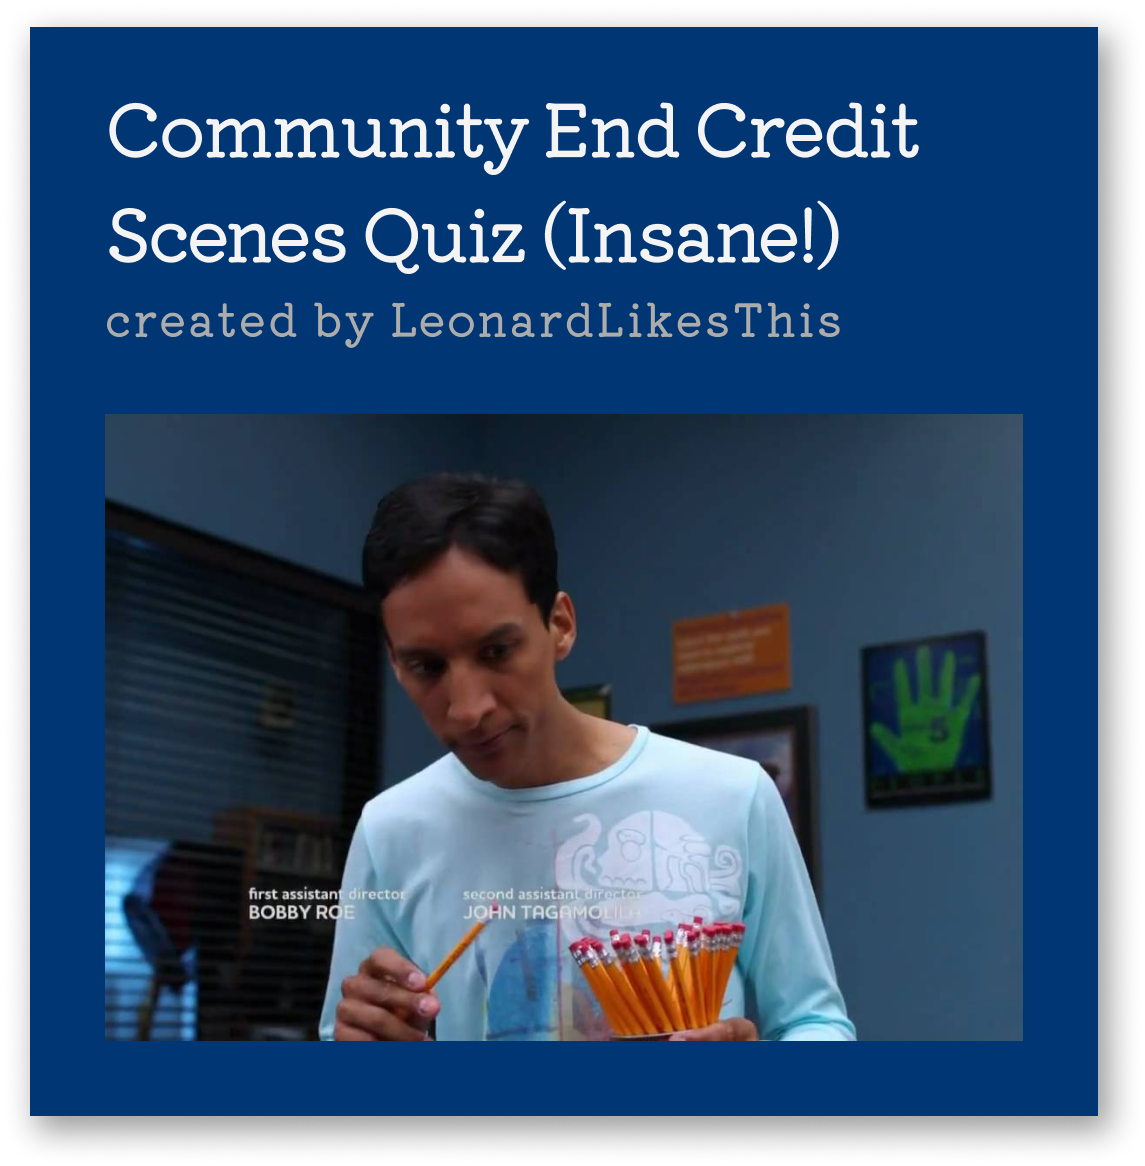 Community End Credit
Scenes Quiz (Insane!)
created by LeonardLikesThis
first assistant director
BOBBY ROE
second assistant director
JOHN TAGAMOLILA
5